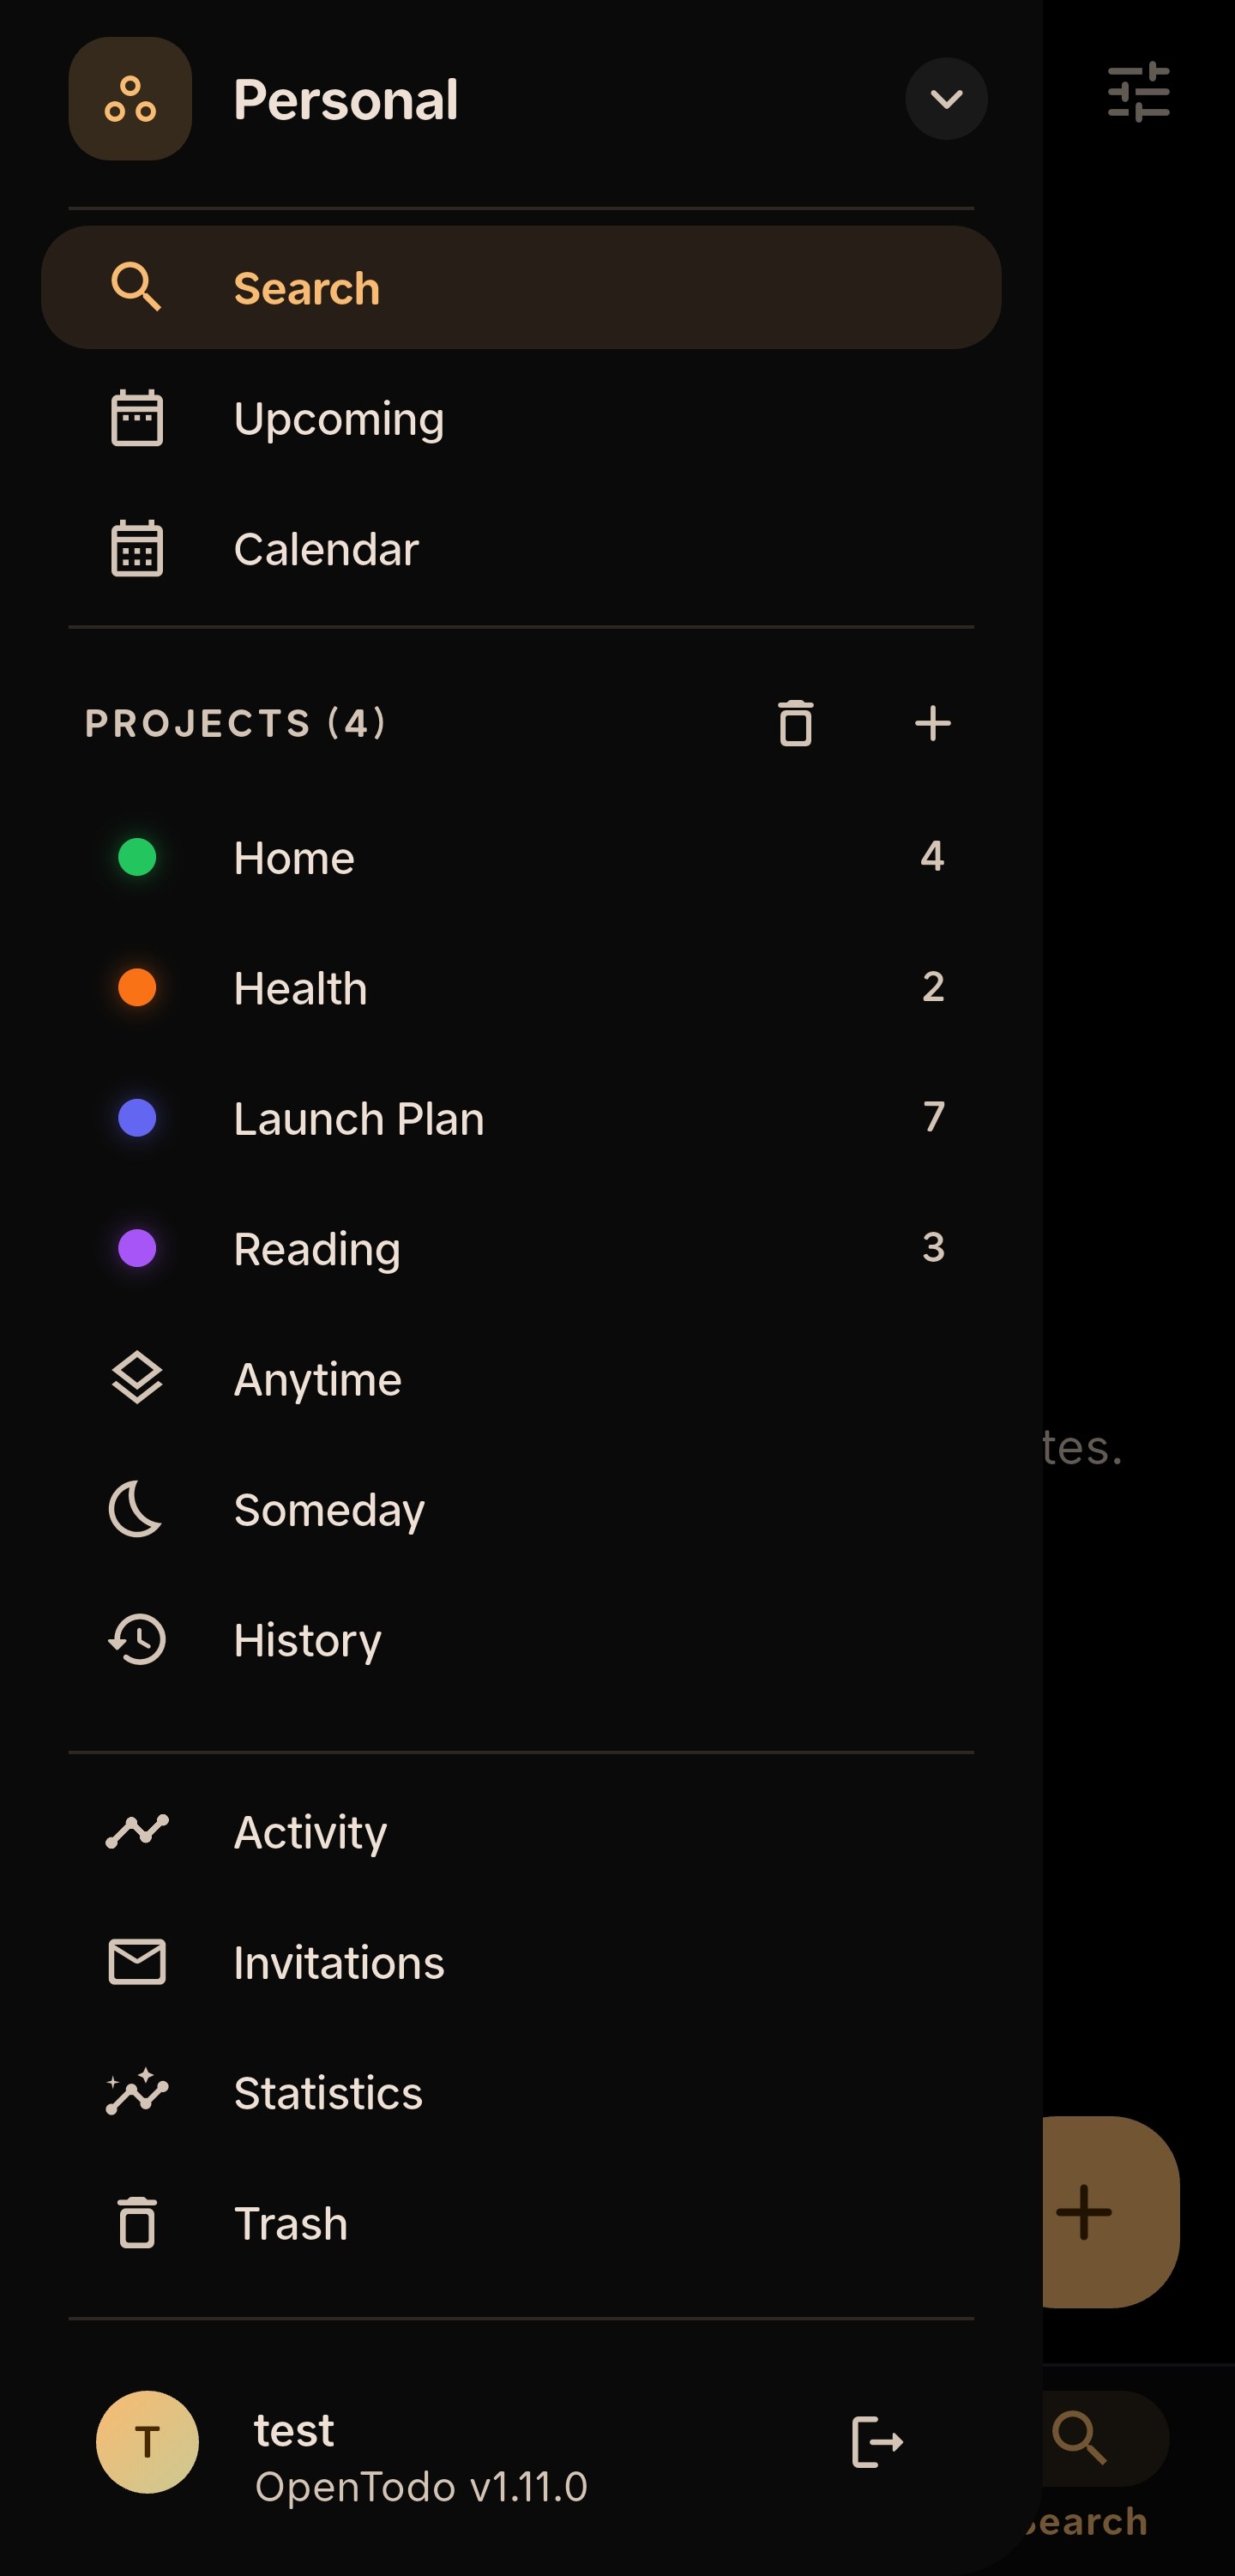 Personal
Search
Upcoming
Calendar
PROJECTS (4)
Home 4
Health 2
Launch Plan 7
Reading 3
Anytime
tes.
Someday
History
Activity
Invitations
Statistics
Trash
T
test
OpenTodo v1.11.0
Search